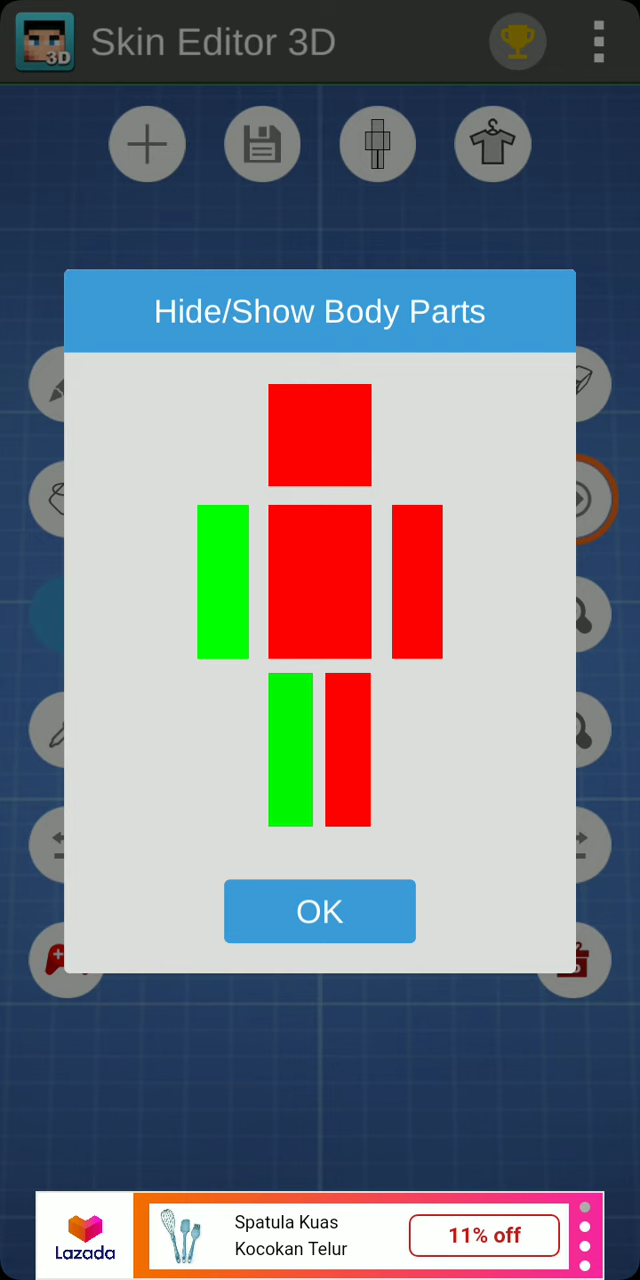 3D
Skin Editor 3D
Hide/Show Body Parts
OK
Lazada
Spatula Kuas
Kocokan Telur
11% off